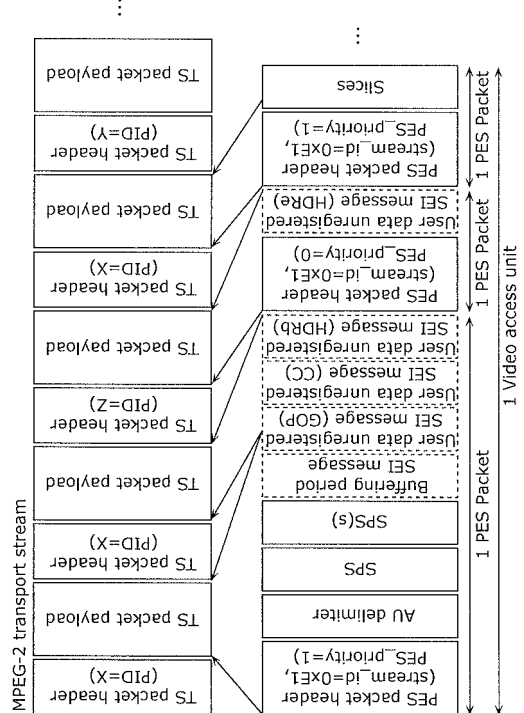 1 Video access unit
1 PES Packet
PES packet header
(stream_id=0xE1,
PES_priority=1)
AU delimiter
SPS
SPS(s)
Buffering period
SEI message
User data unregistered
SEI message (GOP)
User data unregistered
SEI message (CC)
User data unregistered
SEI message (HDRb)
1 PES Packet
PES packet header
(stream_id=0xE1,
PES_priority=0)
User data unregistered
SEI message (HDRe)
1 PES Packet
PES packet header
(stream_id=0xE1,
PES_priority=1)
Slices
...
MPEG-2 transport stream
TS packet header
(PID=X)
TS packet payload
TS packet header
(PID=X)
TS packet payload
TS packet header
(PID=Z)
TS packet payload
TS packet header
(PID=X)
TS packet payload
TS packet header
(PID=Y)
TS packet payload
...